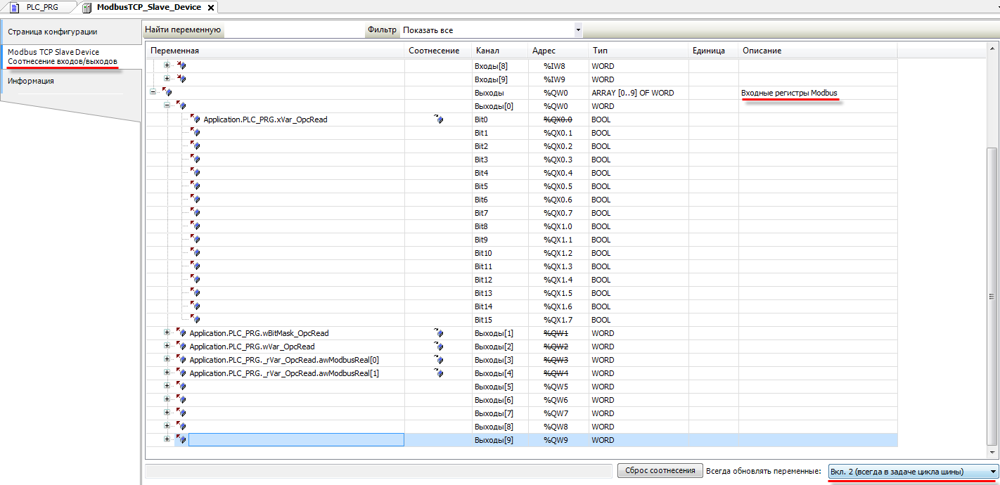 PLC_PRG ModbusTCP_Slave_Device
Страница конфигурации
Modbus TCP Slave Device
Соотнесение входов/выходов
Информация
Найти переменную Фильтр Показать все
Переменная Соотнесение Канал Адрес Тип Единица Описание
Входы[8] %IW8 WORD
Входы[9] %IW9 WORD
Выходы %QW0 ARRAY [0..9] OF WORD Входные регистры Modbus
Выходы[0] %QW0 WORD
Application.PLC_PRG.xVar_OpcRead Bit0 %QX0.0 BOOL
Bit1 %QX0.1 BOOL
Bit2 %QX0.2 BOOL
Bit3 %QX0.3 BOOL
Bit4 %QX0.4 BOOL
Bit5 %QX0.5 BOOL
Bit6 %QX0.6 BOOL
Bit7 %QX0.7 BOOL
Bit8 %QX1.0 BOOL
Bit9 %QX1.1 BOOL
Bit10 %QX1.2 BOOL
Bit11 %QX1.3 BOOL
Bit12 %QX1.4 BOOL
Bit13 %QX1.5 BOOL
Bit14 %QX1.6 BOOL
Bit15 %QX1.7 BOOL
Application.PLC_PRG.wBitMask_OpcRead Выходы[1] %QW1 WORD
Application.PLC_PRG.wVar_OpcRead Выходы[2] %QW2 WORD
Application.PLC_PRG._rVar_OpcRead.awModbusReal[0] Выходы[3] %QW3 WORD
Application.PLC_PRG._rVar_OpcRead.awModbusReal[1] Выходы[4] %QW4 WORD
Выходы[5] %QW5 WORD
Выходы[6] %QW6 WORD
Выходы[7] %QW7 WORD
Выходы[8] %QW8 WORD
Выходы[9] %QW9 WORD
Сброс соотнесения Всегда обновлять переменные: Вкл. 2 (всегда в задаче цикла шины)